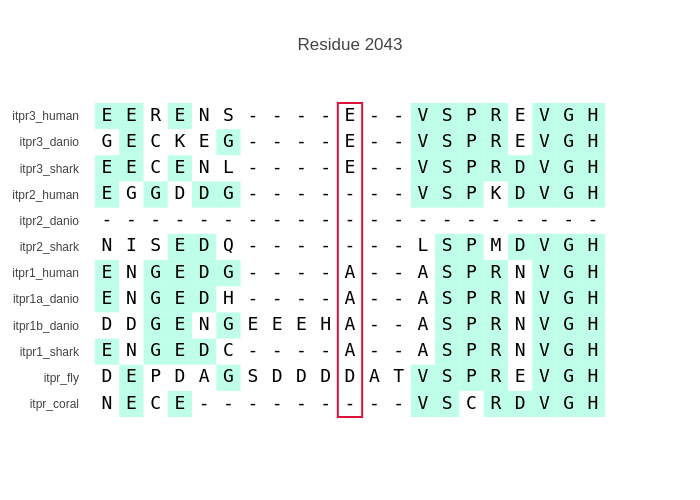 Residue 2043
itpr3_human E E R E N S - - - - E - - V S P R E V G H
itpr3_danio G E C K E G - - - - E - - V S P R E V G H
itpr3_shark E E C E N L - - - - E - - V S P R D V G H
itpr2_human E G G D D G - - - - - - - V S P K D V G H
itpr2_danio - - - - - - - - - - - - - - - - - - - - -
itpr2_shark N I S E D Q - - - - - - - L S P M D V G H
itpr1_human E N G E D G - - - - A - - A S P R N V G H
itpr1a_danio E N G E D H - - - - A - - A S P R N V G H
itpr1b_danio D D G E N G E E E H A - - A S P R N V G H
itpr1_shark E N G E D C - - - - A - - A S P R N V G H
itpr_fly D E P D A G S D D D D A T V S P R E V G H
itpr_coral N E C E - - - - - - - - - V S C R D V G H